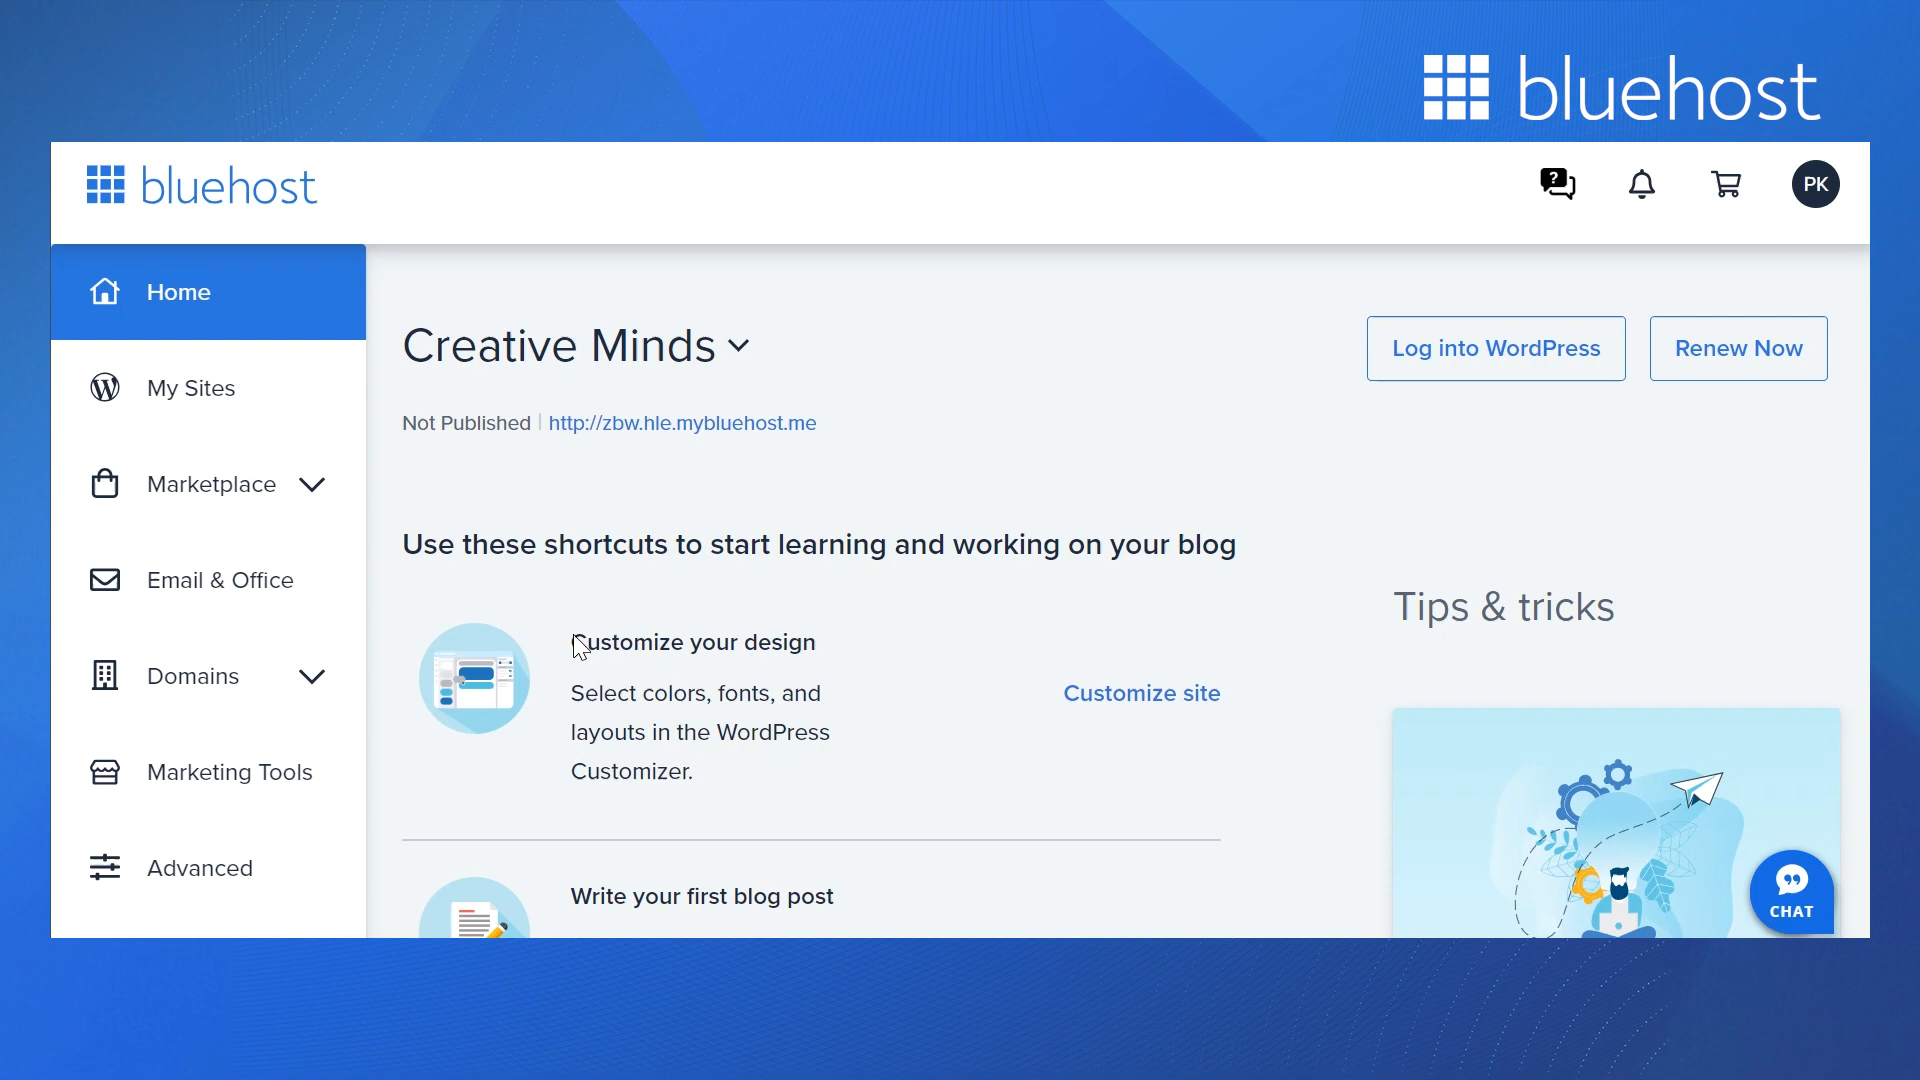 bluehost
bluehost
?
PK
Home
My Sites
Marketplace
Email & Office
Domains
Marketing Tools
Advanced
Creative Minds
Log into WordPress
Renew Now
Not Published | http://zbw.hle.mybluehost.me
Use these shortcuts to start learning and working on your blog
Customize your design
Select colors, fonts, and
layouts in the WordPress
Customizer.
Customize site
Write your first blog post
Tips & tricks
CHAT